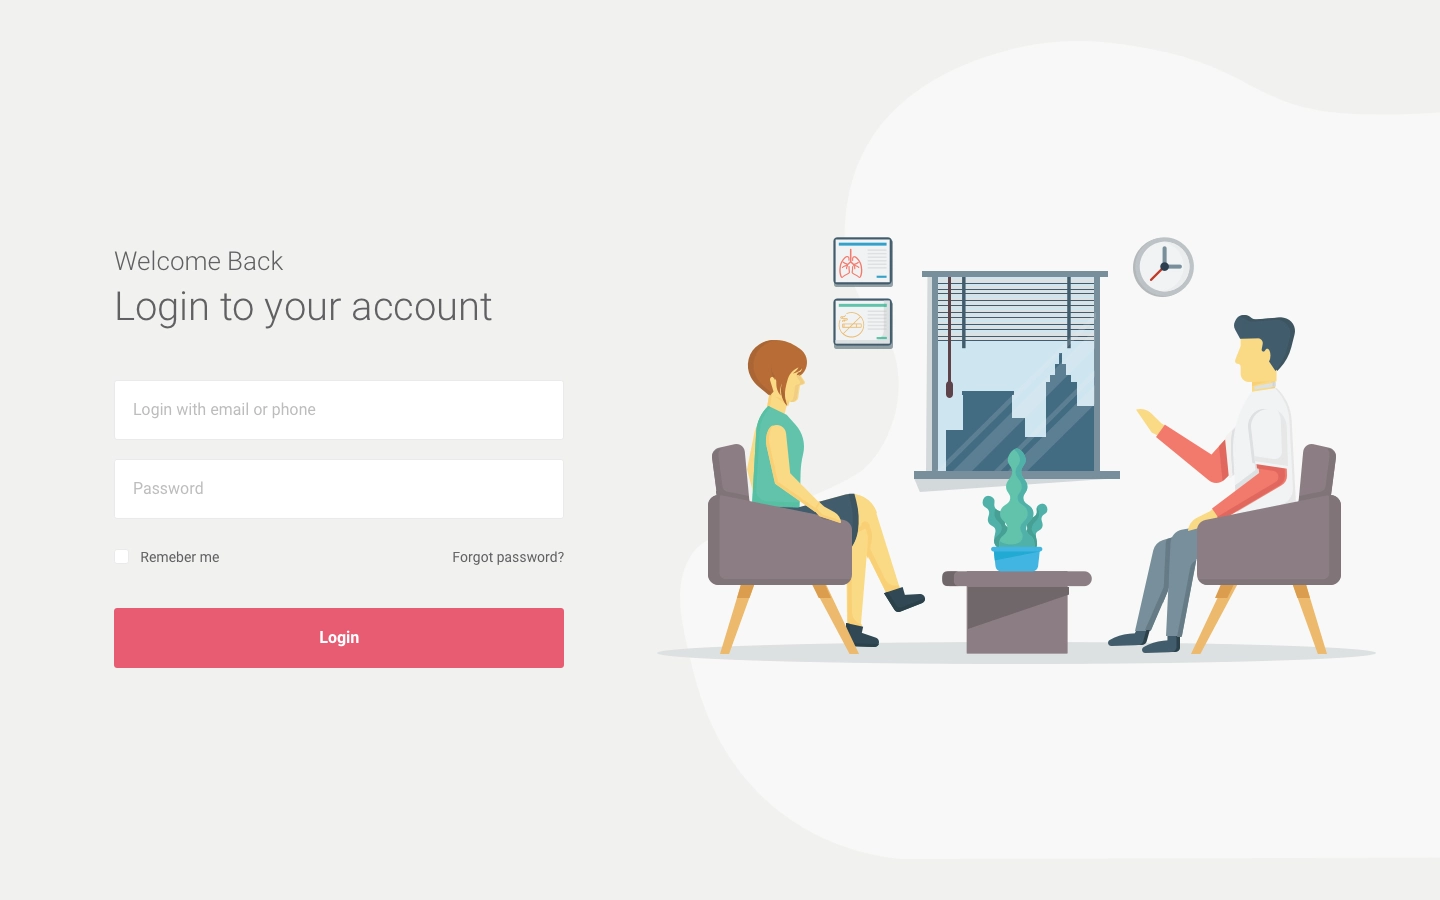 Welcome Back
Login to your account
Login with email or phone
Password
Remeber me Forgot password?
Login